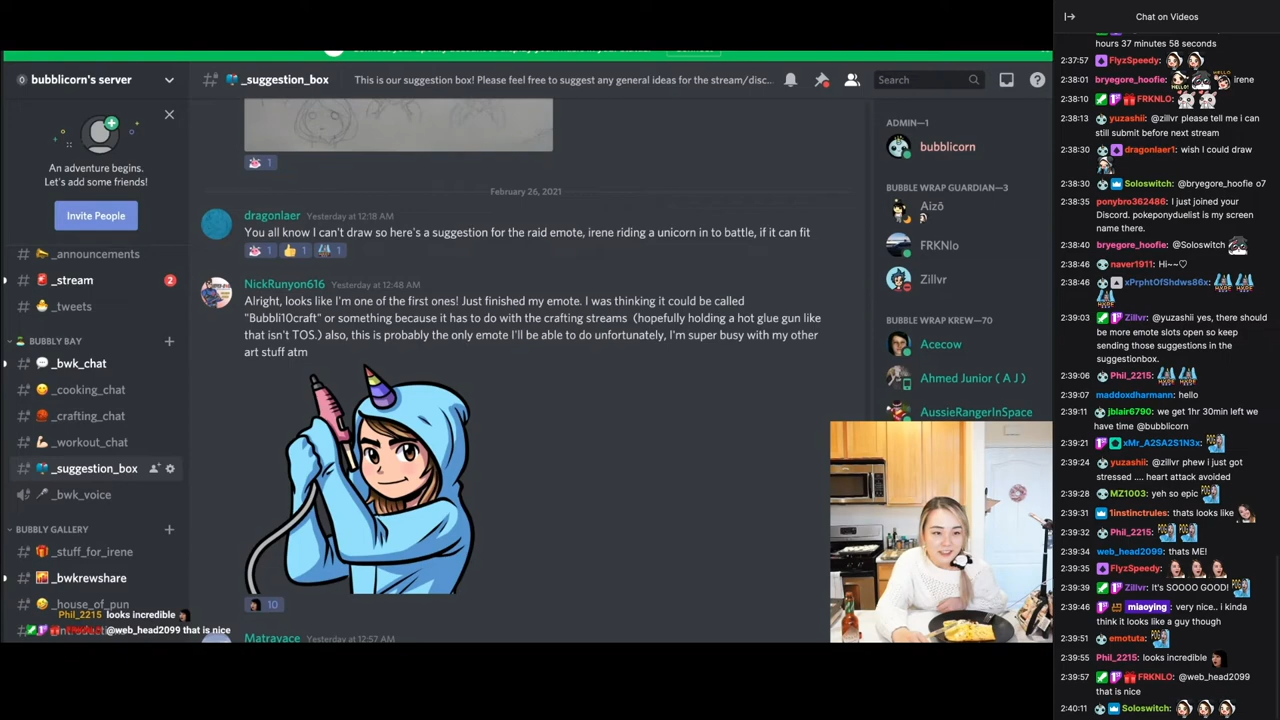 bubblicorn's server
An adventure begins.
Let's add some friends!
Invite People
_announcements
_stream
2
_tweets
BUBBLY BAY
_bwk_chat
_cooking_chat
_crafting_chat
_workout_chat
_suggestion_box
_bwk_voice
BUBBLY GALLERY
_stuff_for_irene
_bwkrewshare
_house_of_pun
Phil_2215 looks incredible
@web_head2099 that is nice
_suggestion_box
This is our suggestion box! Please feel free to suggest any general ideas for the stream/disc...
Search
1
February 26, 2021
dragonlaer Yesterday at 12:18 AM
You all know I can't draw so here's a suggestion for the raid emote, irene riding a unicorn in to battle, if it can fit
1 1 1
NickRunyon616 Yesterday at 12:48 AM
Alright, looks like I'm one of the first ones! Just finished my emote. I was thinking it could be called
"Bubbli10craft" or something because it has to do with the crafting streams (hopefully holding a hot glue gun like
that isn't TOS.) also, this is probably the only emote I'll be able to do unfortunately, I'm super busy with my other
art stuff atm
10
Matrayace Yesterday at 12:57 AM
ADMIN—1
bubblicorn
BUBBLE WRAP GUARDIAN—3
Aizō
FRKNlo
Zillvr
BUBBLE WRAP KREW—70
Acecow
Ahmed Junior ( A J )
AussieRangerInSpace
Chat on Videos
hours 37 minutes 58 seconds
2:37:57 FlyzSpeedy:
2:38:01 bryegore_hoofie: irene
2:38:10 FRKNLO:
2:38:13 yuzashii: @zillvr please tell me i can
still submit before next stream
2:38:30 dragonlaer1: wish I could draw
2:38:30 Soloswitch: @bryegore_hoofie o7
2:38:35 ponybro362486: I just joined your
Discord. pokeponyduelist is my screen
name there.
2:38:40 bryegore_hoofie: @Soloswitch
2:38:46 naver1911: Hi~~♡
2:38:46 xPrphtOfShdws86x:
2:39:03 Zillvr: @yuzashii yes, there should
be more emote slots open so keep
sending those suggestions in the
suggestionbox.
2:39:06 Phil_2215:
2:39:07 maddoxdharmann: hello
2:39:11 jblair6790: we get 1hr 30min left we
have time @bubblicorn
2:39:21 xMr_A2SA2S1N3x:
2:39:24 yuzashii: @zillvr phew i just got
stressed .... heart attack avoided
2:39:28 MZ1003: yeh so epic
2:39:31 1instinctrules: thats looks like
2:39:32 Phil_2215:
2:39:34 web_head2099: thats ME!
2:39:35 FlyzSpeedy:
2:39:39 Zillvr: It's SOOOO GOOD!
2:39:46 miaoying: very nice.. i kinda
think it looks like a guy though
2:39:51 emotuta:
2:39:55 Phil_2215: looks incredible
2:39:57 FRKNLO: @web_head2099
that is nice
2:40:11 Soloswitch: